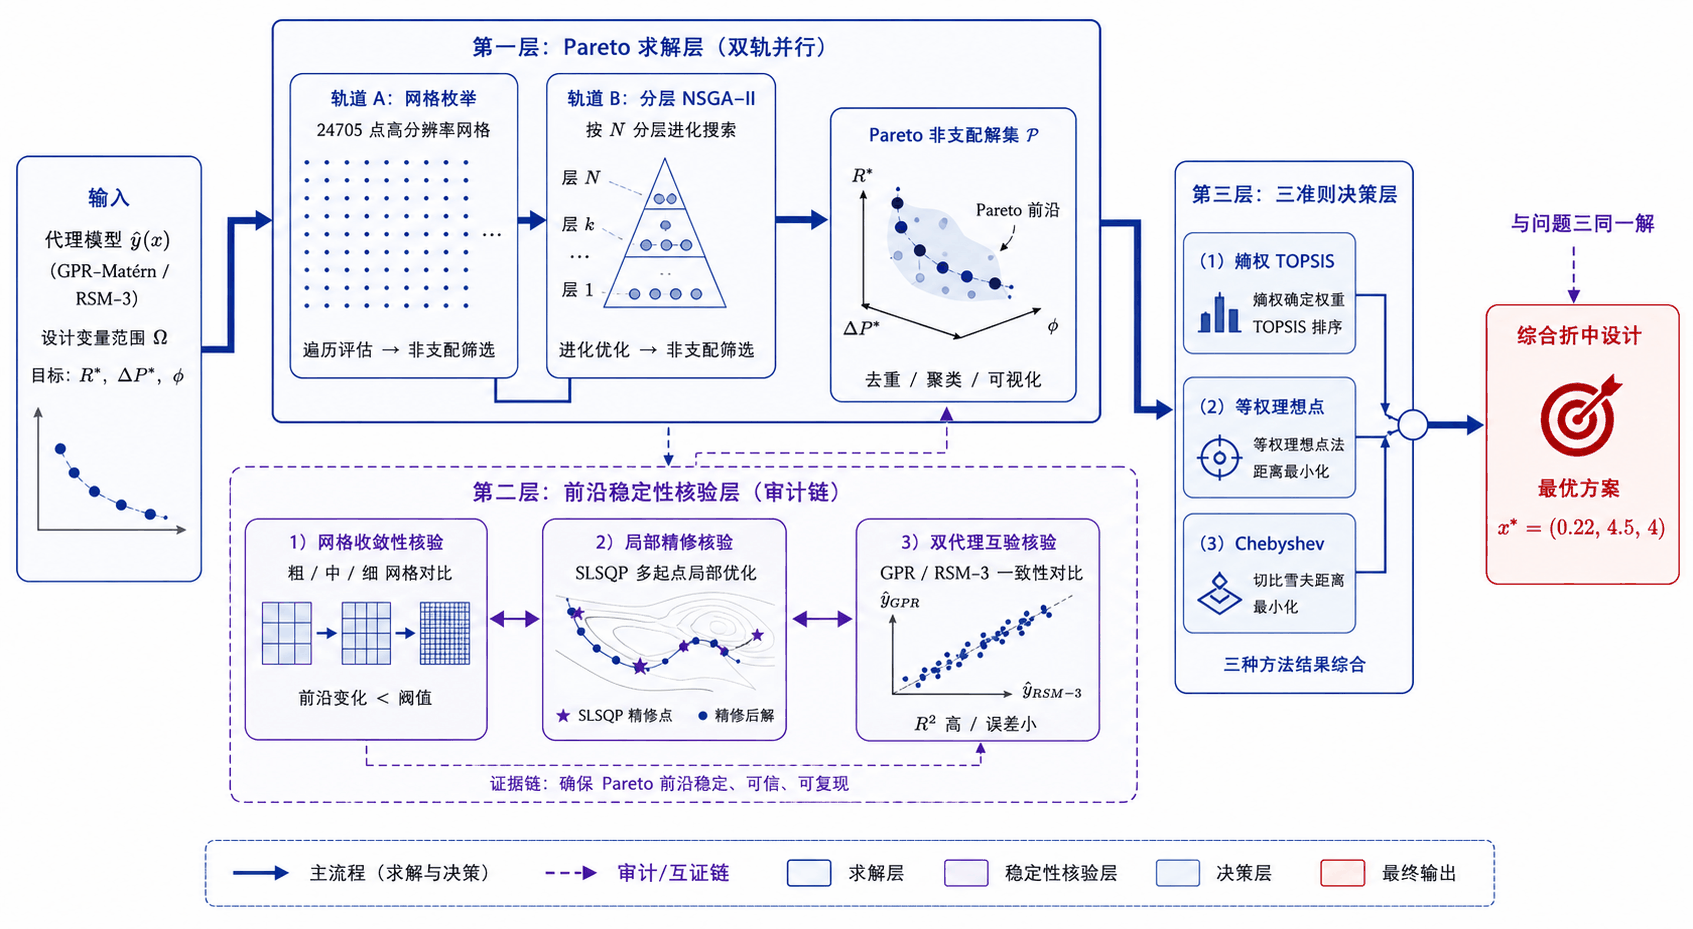 输入
代理模型 ŷ(x)
（GPR–Matérn /
RSM–3）
设计变量范围 Ω
目标：R*, ΔP*, ϕ
第一层：Pareto 求解层（双轨并行）
轨道 A：网格枚举
24705 点高分辨率网格
...
遍历评估 → 非支配筛选
轨道 B：分层 NSGA–II
按 N 分层进化搜索
层 N
层 k
...
层 1
进化优化 → 非支配筛选
Pareto 非支配解集 𝒫
R*
Pareto 前沿
ΔP*
ϕ
去重 / 聚类 / 可视化
第二层：前沿稳定性核验层（审计链）
1）网格收敛性核验
粗 / 中 / 细 网格对比
前沿变化 < 阈值
2）局部精修核验
SLSQP 多起点局部优化
★ SLSQP 精修点
● 精修后解
3）双代理互验核验
GPR / RSM–3 一致性对比
ŷGPR
ŷRSM−3
R² 高 / 误差小
证据链：确保 Pareto 前沿稳定、可信、可复现
第三层：三准则决策层
（1）熵权 TOPSIS
熵权确定权重
TOPSIS 排序
（2）等权理想点
等权理想点法
距离最小化
（3）Chebyshev
切比雪夫距离
最小化
三种方法结果综合
与问题三同一解
综合折中设计
最优方案
x* = (0.22, 4.5, 4)
主流程（求解与决策）
审计/互证链
求解层
稳定性核验层
决策层
最终输出